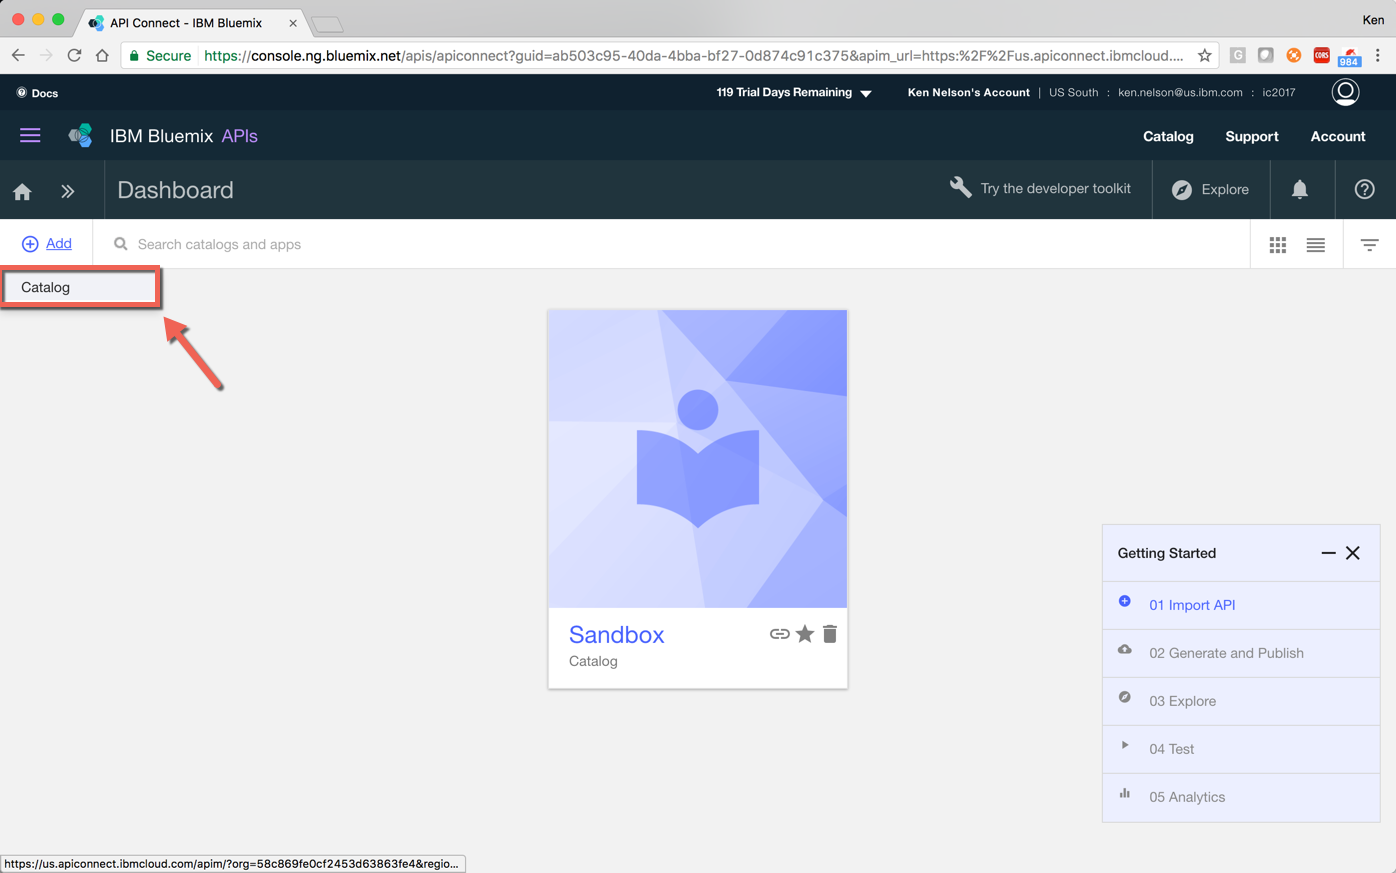 API Connect - IBM Bluemix
Ken
Secure https://console.ng.bluemix.net/apis/apiconnect?guid=ab503c95-40da-4bba-bf27-0d874c91c375&apim_url=https:%2F%2Fus.apiconnect.ibmcloud....
G
CORS
984
Docs
119 Trial Days Remaining
Ken Nelson's Account | US South : ken.nelson@us.ibm.com : ic2017
IBM Bluemix APIs
Catalog Support Account
Dashboard
Try the developer toolkit
Explore
Add
Search catalogs and apps
Catalog
Sandbox
Catalog
Getting Started
01 Import API
02 Generate and Publish
03 Explore
04 Test
05 Analytics
https://us.apiconnect.ibmcloud.com/apim/?org=58c869fe0cf2453d63863fe4&regio...